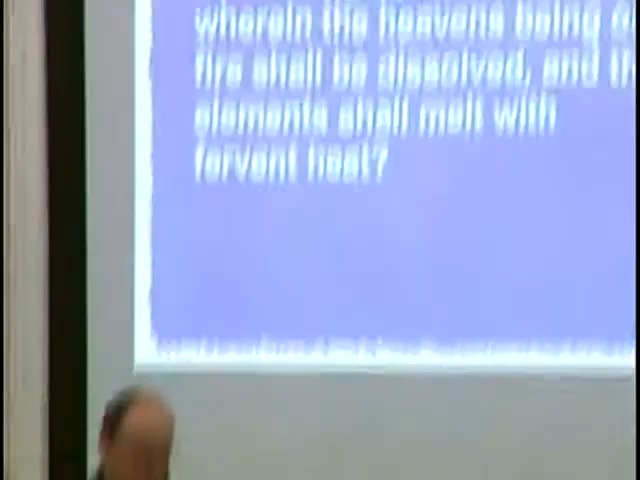 wherein the heavens being
fire shall be dissolved, and
elements shall melt with
fervent heat?